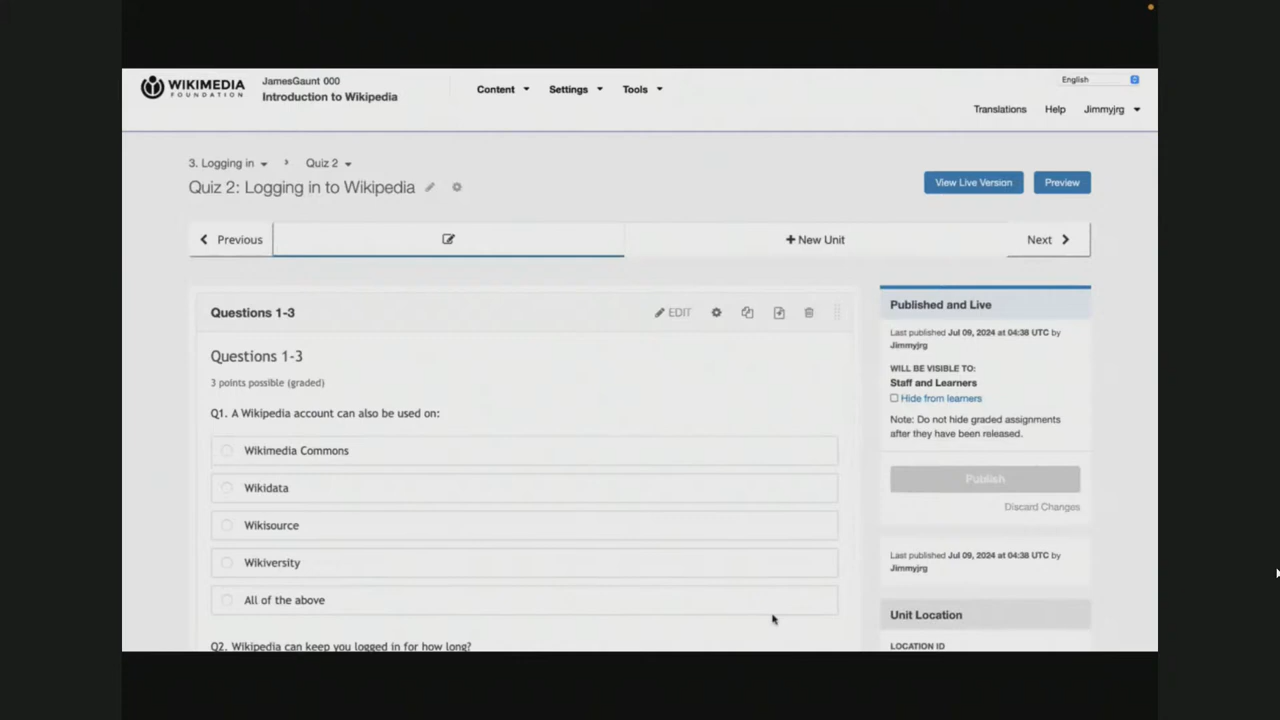 WIKIMEDIA
FOUNDATION
JamesGaunt 000
Introduction to Wikipedia
Content
Settings
Tools
English
Translations
Help
Jimmyjrg
3. Logging in
Quiz 2
Quiz 2: Logging in to Wikipedia
View Live Version
Preview
Previous
+ New Unit
Next
Questions 1-3
EDIT
Questions 1-3
3 points possible (graded)
Q1. A Wikipedia account can also be used on:
Wikimedia Commons
Wikidata
Wikisource
Wikiversity
All of the above
Q2. Wikipedia can keep you logged in for how long?
Published and Live
Last published Jul 09, 2024 at 04:38 UTC by
Jimmyjrg
WILL BE VISIBLE TO:
Staff and Learners
Hide from learners
Note: Do not hide graded assignments
after they have been released.
Publish
Discard Changes
Last published Jul 09, 2024 at 04:38 UTC by
Jimmyjrg
Unit Location
LOCATION ID